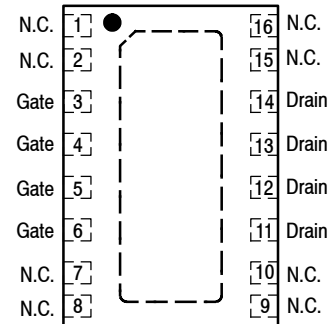 N.C. 1 16 N.C.
N.C. 2 15 N.C.
Gate 3 14 Drain
Gate 4 13 Drain
Gate 5 12 Drain
Gate 6 11 Drain
N.C. 7 10 N.C.
N.C. 8 9 N.C.